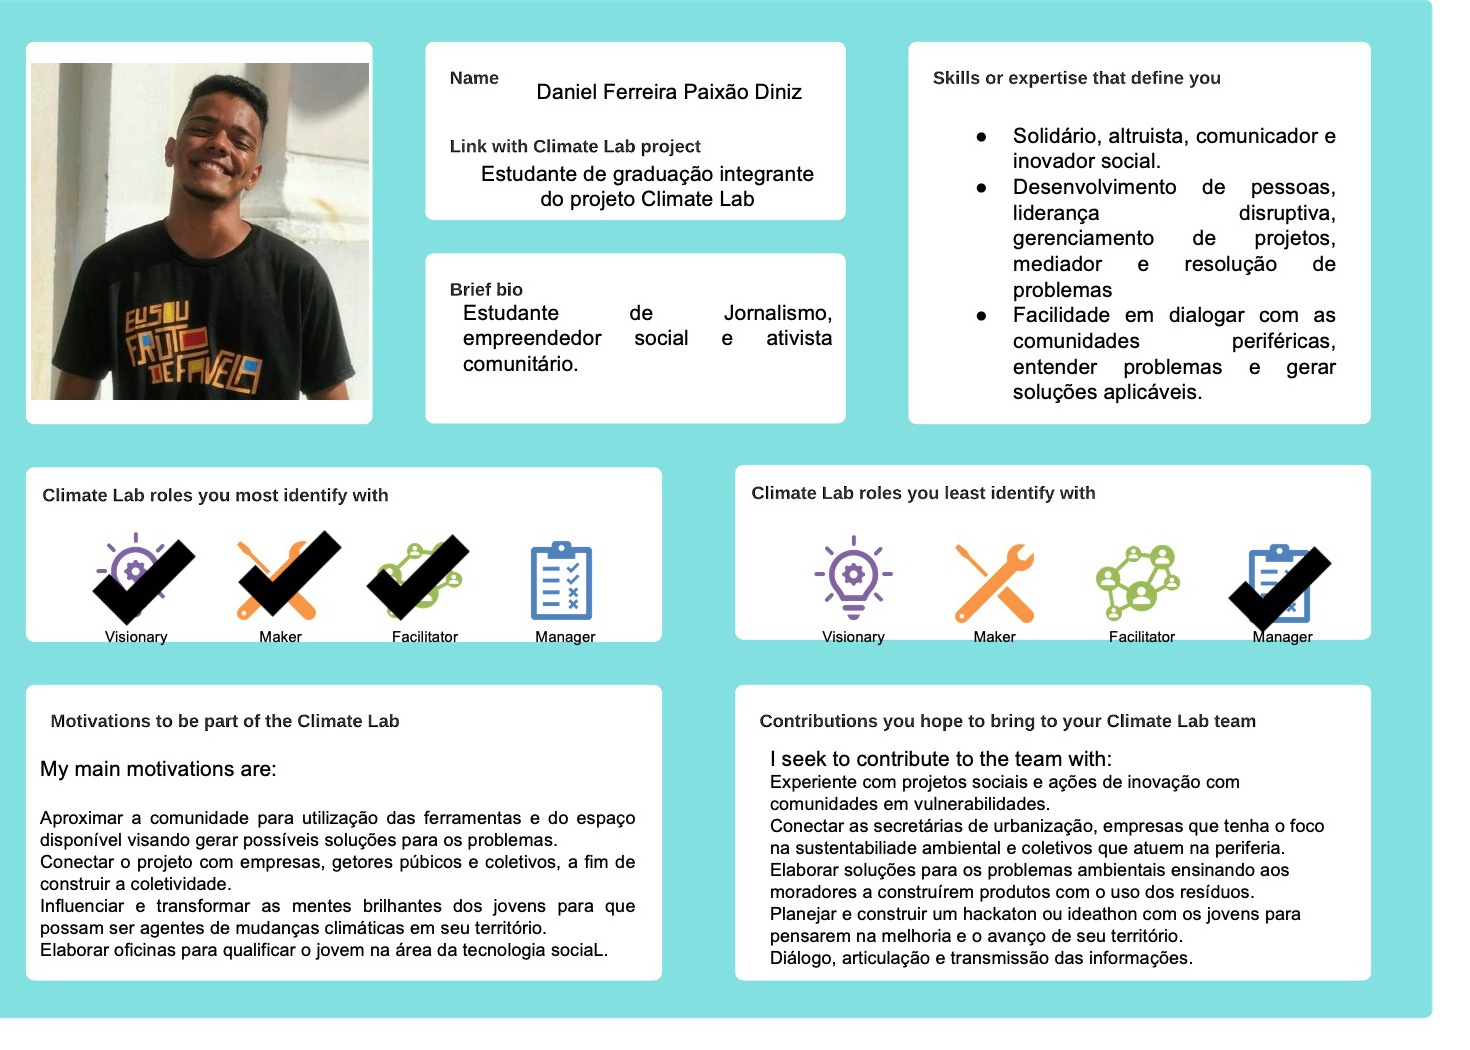 EU SOU
FRUTO
DE FAVELA
Name
Daniel Ferreira Paixão Diniz
Link with Climate Lab project
Estudante de graduação integrante
do projeto Climate Lab
Brief bio
Estudante de Jornalismo,
empreendedor social e ativista
comunitário.
Skills or expertise that define you
● Solidário, altruista, comunicador e
inovador social.
● Desenvolvimento de pessoas,
liderança disruptiva,
gerenciamento de projetos,
mediador e resolução de
problemas
● Facilidade em dialogar com as
comunidades periféricas,
entender problemas e gerar
soluções aplicáveis.
Climate Lab roles you most identify with
Visionary Maker Facilitator Manager
Climate Lab roles you least identify with
Visionary Maker Facilitator Manager
Motivations to be part of the Climate Lab
My main motivations are:
Aproximar a comunidade para utilização das ferramentas e do espaço
disponível visando gerar possíveis soluções para os problemas.
Conectar o projeto com empresas, getores púbicos e coletivos, a fim de
construir a coletividade.
Influenciar e transformar as mentes brilhantes dos jovens para que
possam ser agentes de mudanças climáticas em seu território.
Elaborar oficinas para qualificar o jovem na área da tecnologia sociaL.
Contributions you hope to bring to your Climate Lab team
I seek to contribute to the team with:
Experiente com projetos sociais e ações de inovação com
comunidades em vulnerabilidades.
Conectar as secretárias de urbanização, empresas que tenha o foco
na sustentabiliade ambiental e coletivos que atuem na periferia.
Elaborar soluções para os problemas ambientais ensinando aos
moradores a construírem produtos com o uso dos resíduos.
Planejar e construir um hackaton ou ideathon com os jovens para
pensarem na melhoria e o avanço de seu território.
Diálogo, articulação e transmissão das informações.